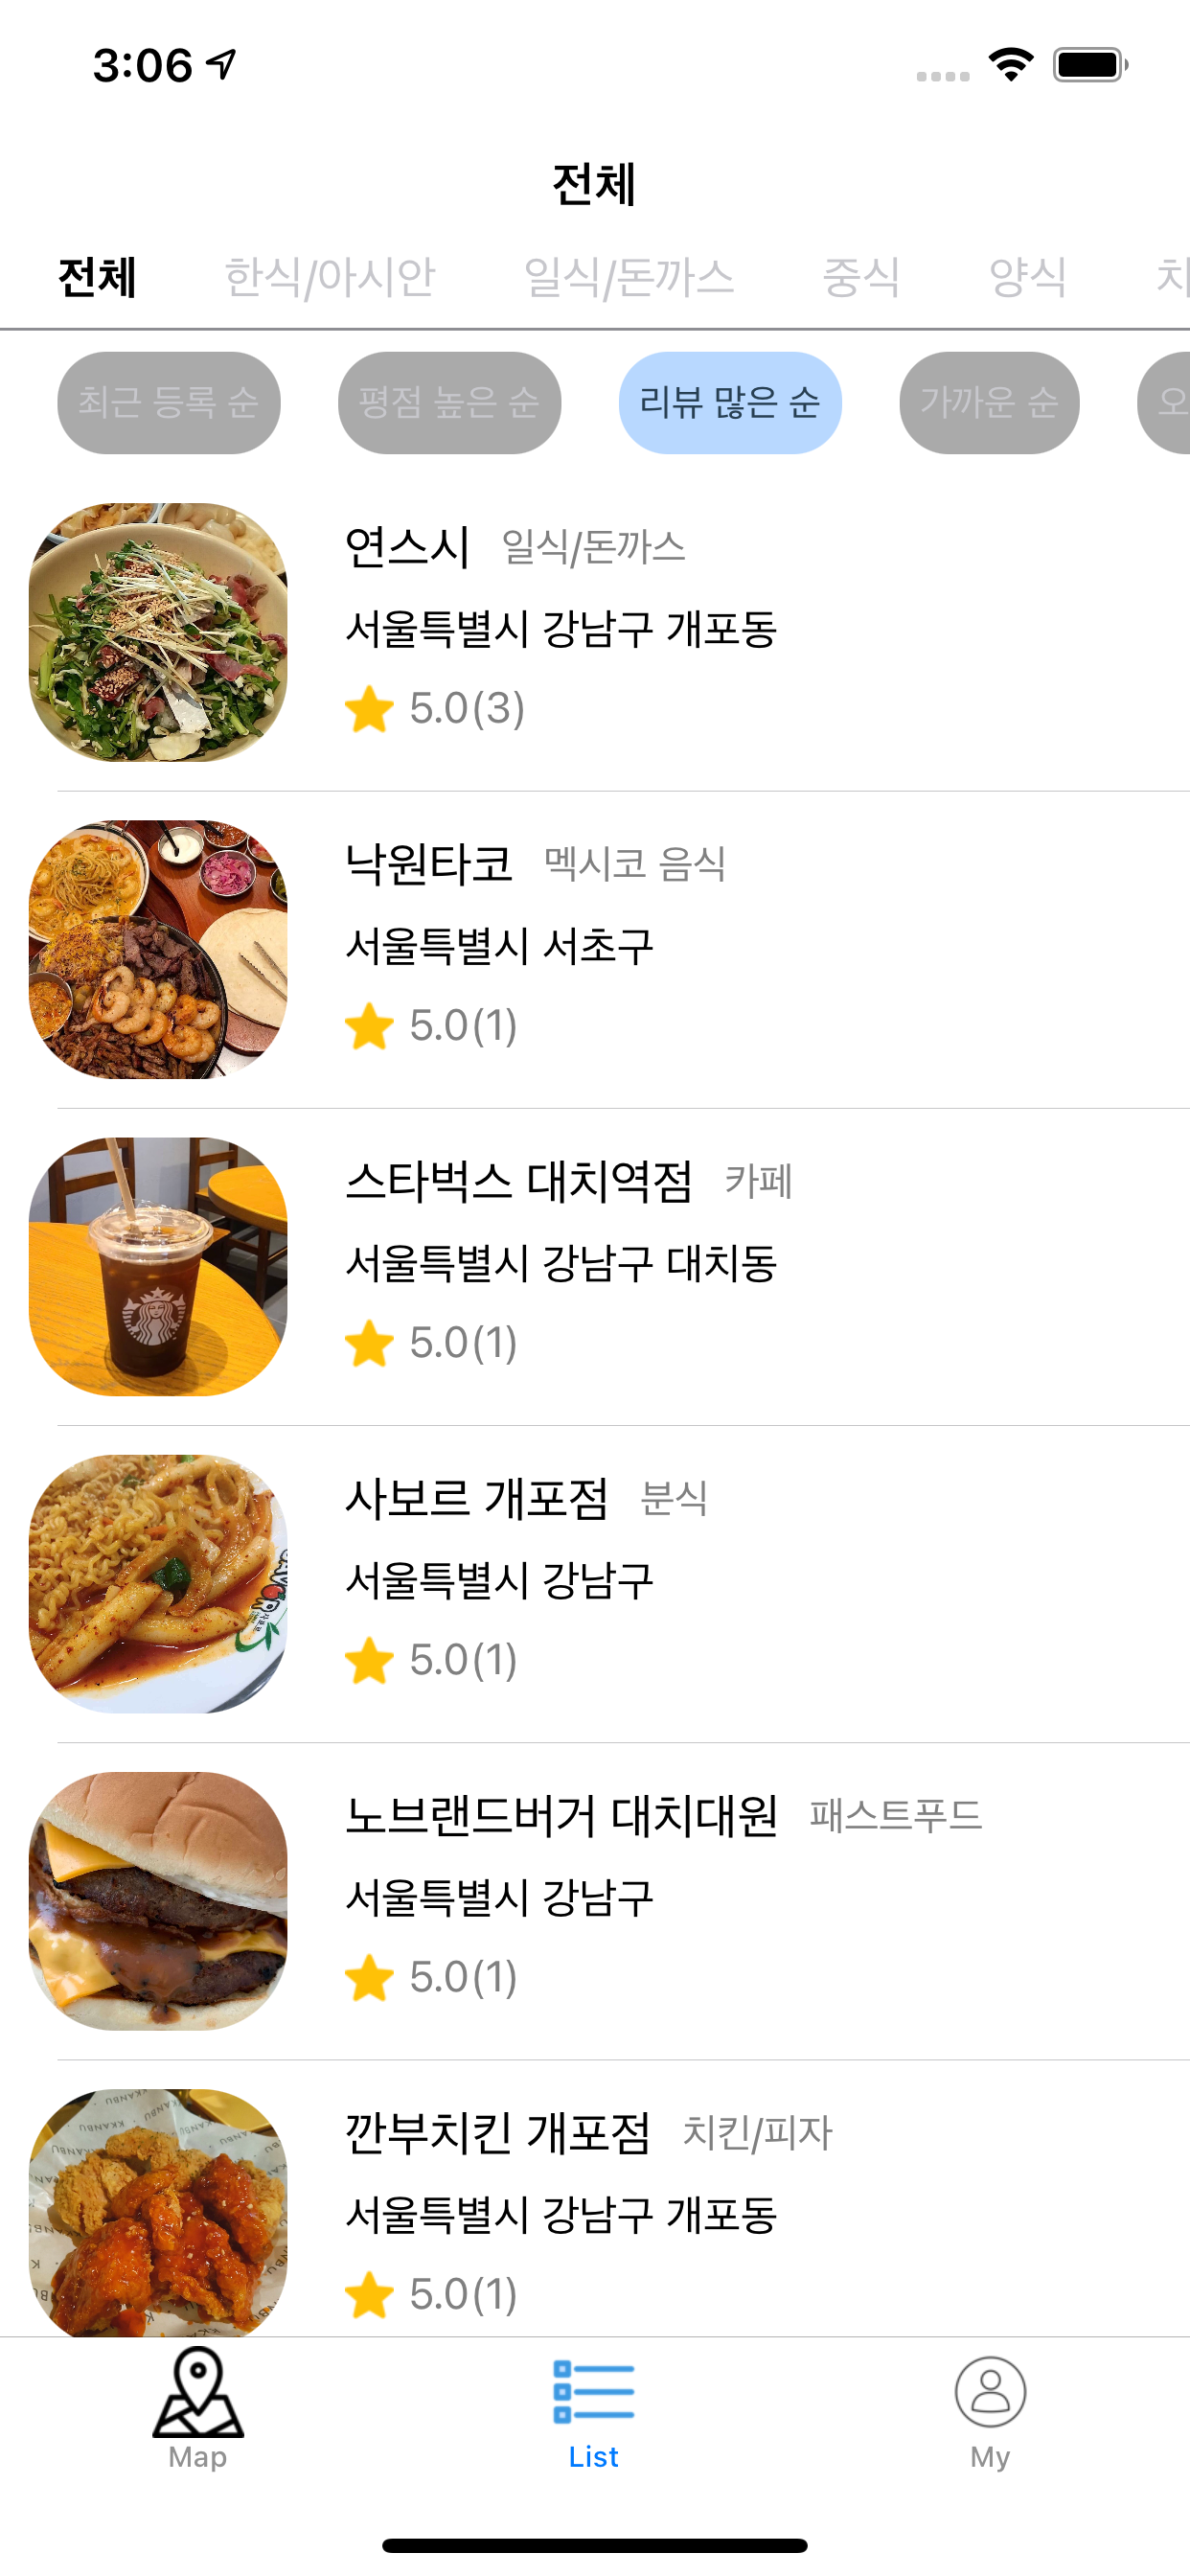 3:06
전체
전체 한식/아시안 일식/돈까스 중식 양식 치
최근 등록 순 평점 높은 순 리뷰 많은 순 가까운 순 오
연스시 일식/돈까스
서울특별시 강남구 개포동
5.0(3)
낙원타코 멕시코 음식
서울특별시 서초구
5.0(1)
스타벅스 대치역점 카페
서울특별시 강남구 대치동
5.0(1)
사보르 개포점 분식
서울특별시 강남구
5.0(1)
노브랜드버거 대치대원 패스트푸드
서울특별시 강남구
5.0(1)
깐부치킨 개포점 치킨/피자
서울특별시 강남구 개포동
5.0(1)
Map List My